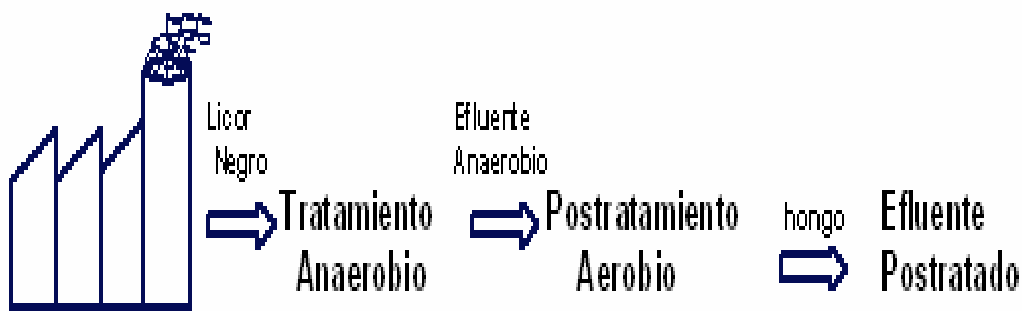 Licor
Negro
Tratamiento
Anaerobio
Efluente
Anaerobio
Postratamiento
Aerobio
hongo
Efluente
Postratado